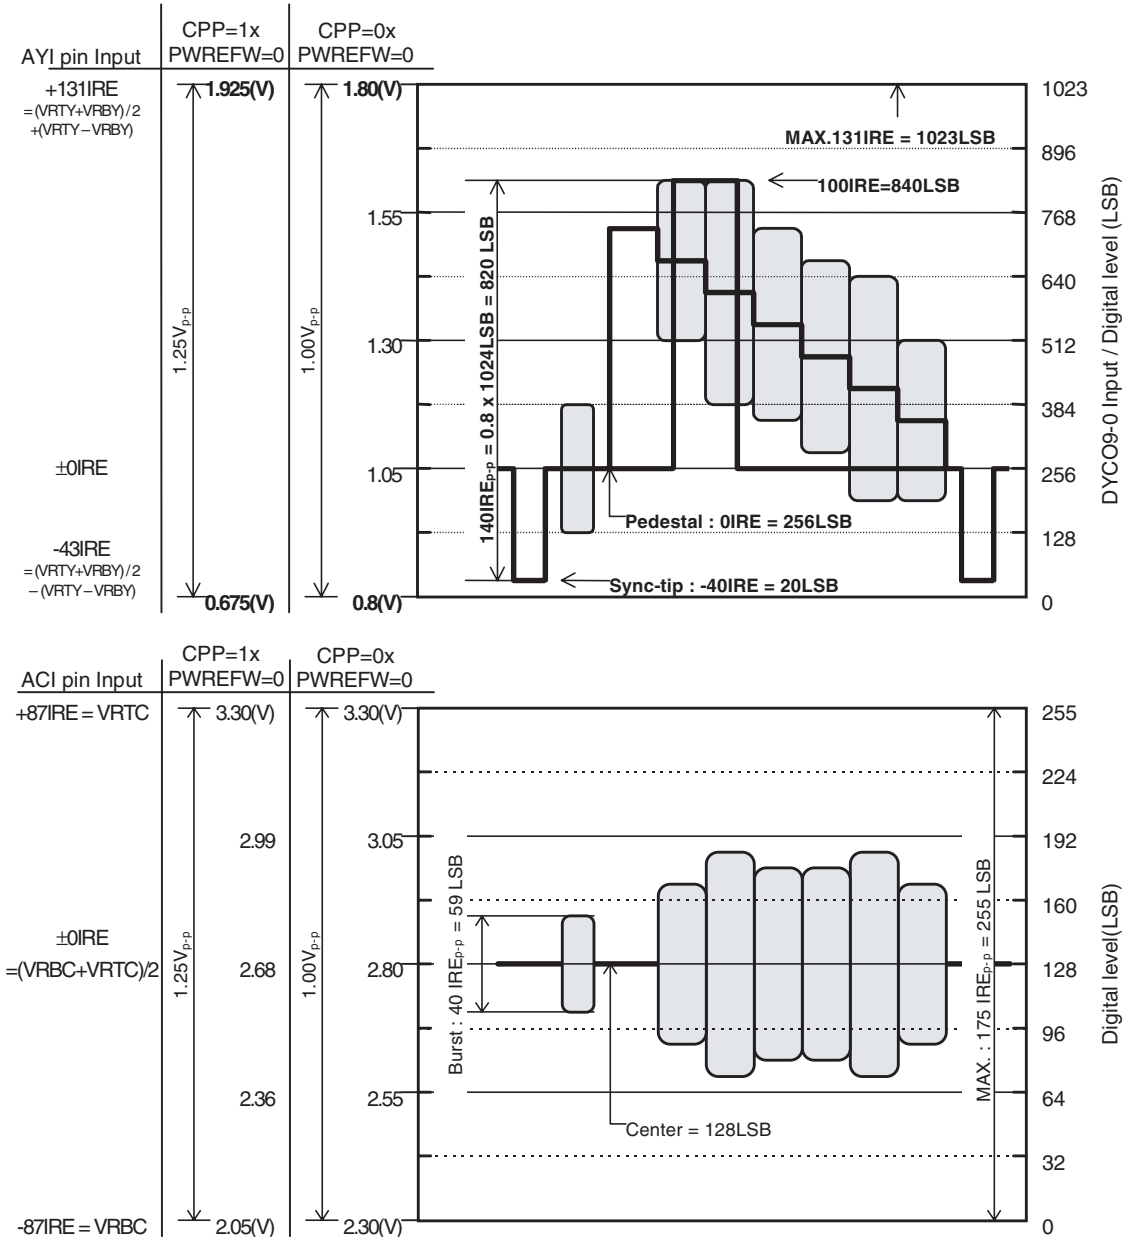 CPP=1x CPP=0x
AYI pin Input PWREFW=0 PWREFW=0
+131IRE 1.925(V) 1.80(V) 1023
=(VRTY+VRBY)/2
+(VRTY−VRBY)
MAX.131IRE = 1023LSB
896
100IRE=840LSB
1.55 768
640
1.30 512
384
±0IRE 1.05 256
Pedestal : 0IRE = 256LSB
128
-43IRE
=(VRTY+VRBY)/2
−(VRTY−VRBY)
Sync-tip : -40IRE = 20LSB
0.675(V) 0.8(V) 0
1.25Vp-p
1.00Vp-p
140IREp-p = 0.8 x 1024LSB = 820 LSB
DYCO9-0 Input / Digital level (LSB)
CPP=1x CPP=0x
ACI pin Input PWREFW=0 PWREFW=0
+87IRE = VRTC 3.30(V) 3.30(V) 255
224
2.99 3.05 192
160
±0IRE
=(VRBC+VRTC)/2 2.68 2.80 128
96
2.36 2.55 64
Center = 128LSB
32
-87IRE = VRBC 2.05(V) 2.30(V) 0
1.25Vp-p
1.00Vp-p
Burst : 40 IREp-p = 59 LSB
MAX. : 175 IREp-p = 255 LSB
Digital level(LSB)